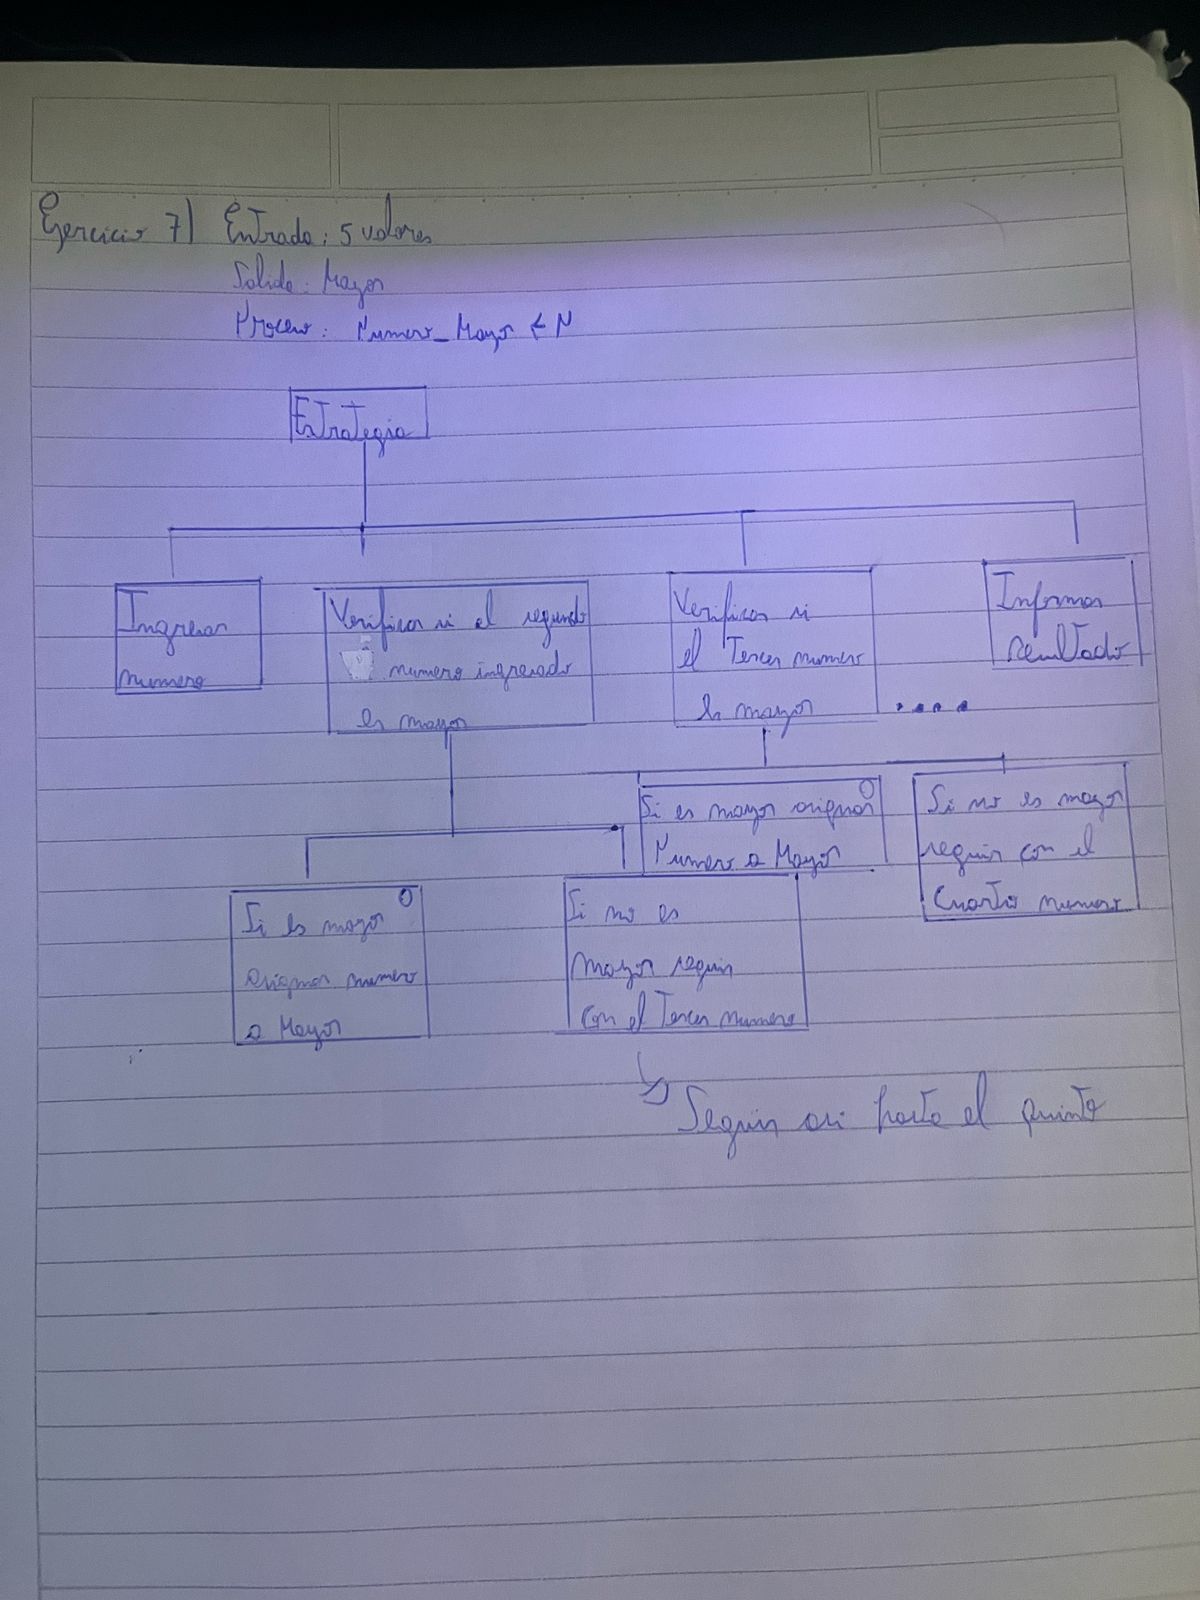 Ejercicio 7) Entrada: 5 valores
Salida: Mayor
Proceso: Numero_Mayor ← N
Estrategia
Ingresar
numero
Verificar si el segundo
numero ingresado
es mayor
Verificar si
el Tercer numero
es mayor ....
Informar
resultado
Si es mayor asignar
Numero a Mayor
Si no es mayor
seguir con el
Cuarto numero
Si es mayor
asignar numero
a Mayor
Si no es
mayor seguir
con el Tercer numero
Seguir asi hasta el quinto